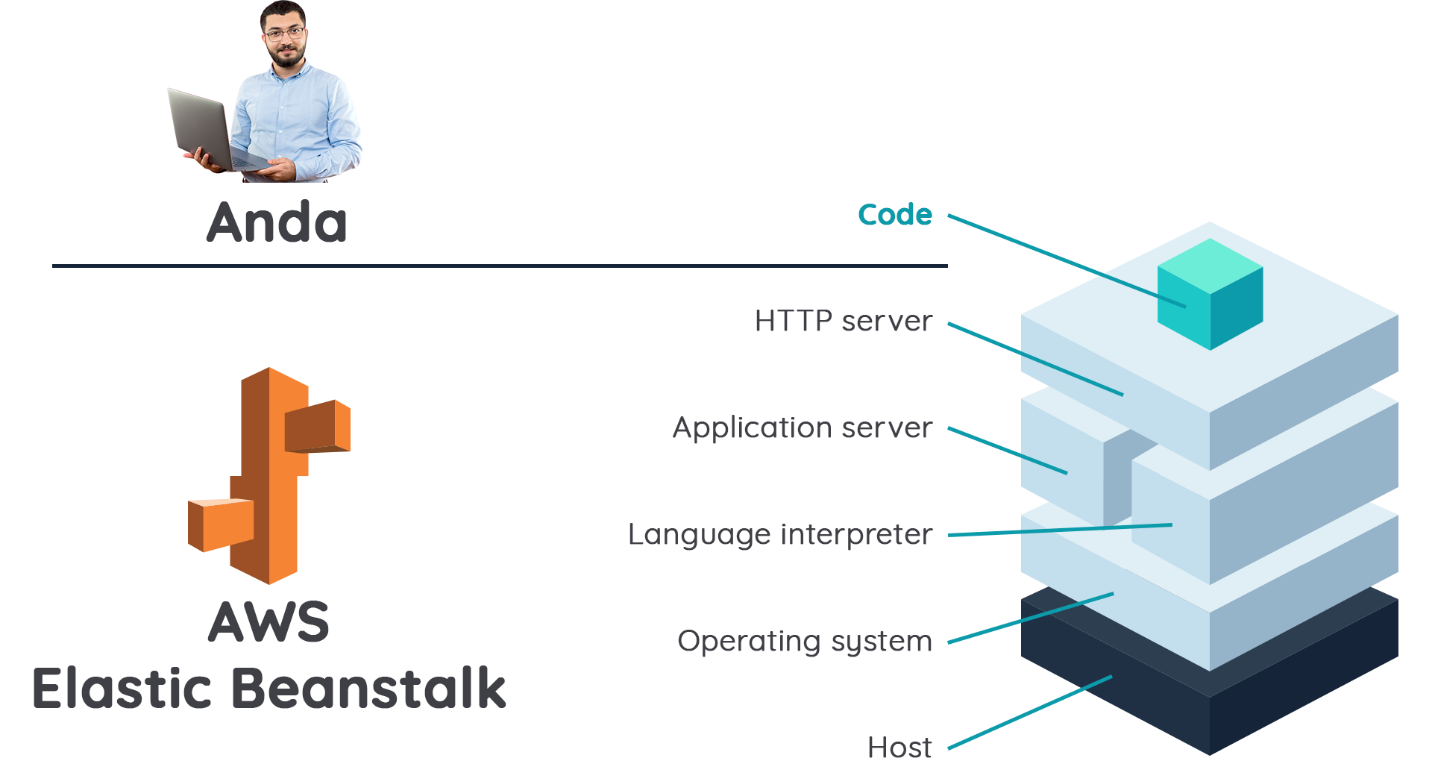 Anda
Code
HTTP server
Application server
Language interpreter
Operating system
Host
AWS
Elastic Beanstalk